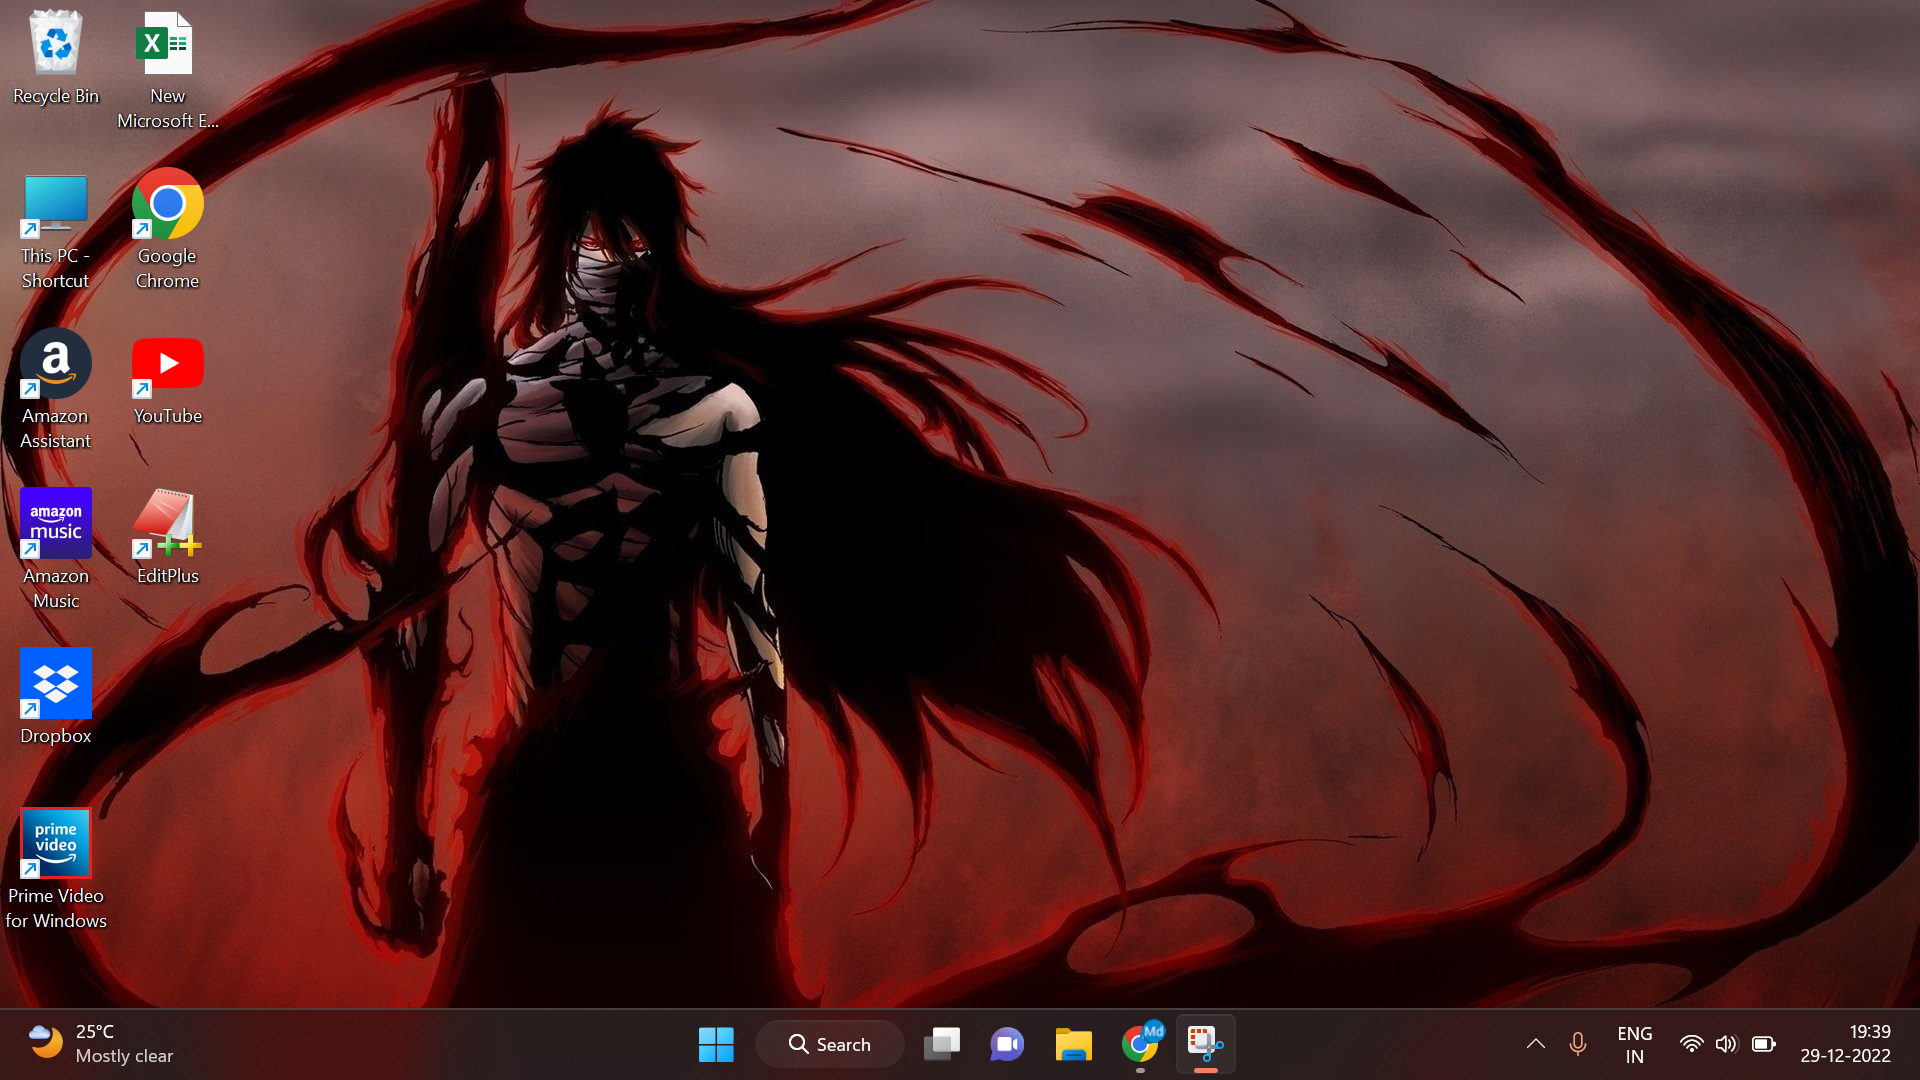 Recycle Bin
New
Microsoft E...
This PC -
Shortcut
Google
Chrome
a
Amazon
Assistant
YouTube
amazon
music
Amazon
Music
EditPlus
Dropbox
prime
video
Prime Video
for Windows
X
25°C
Mostly clear
Search
Md
ENG
IN
19:39
29-12-2022